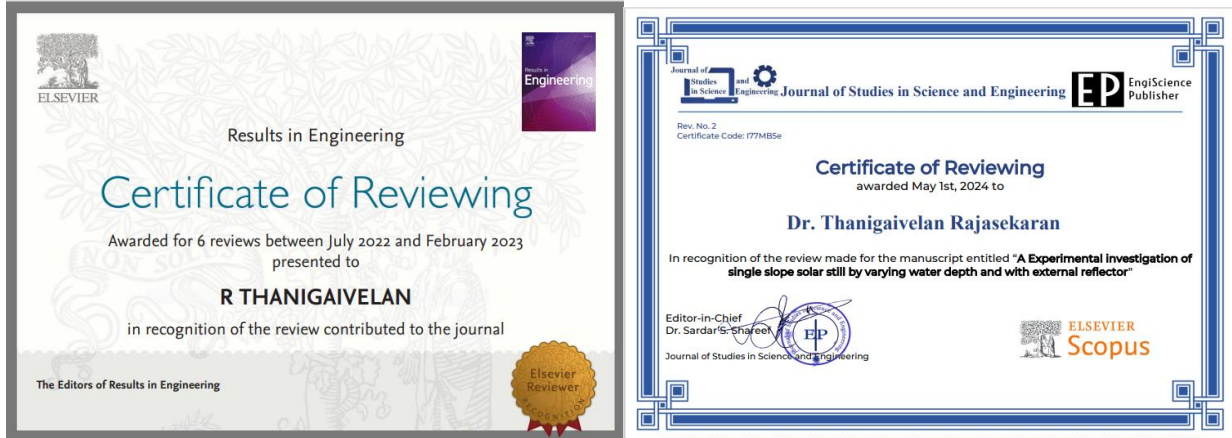 ELSEVIER
Results in
Engineering
Results in Engineering
Certificate of Reviewing
Awarded for 6 reviews between July 2022 and February 2023
presented to
R THANIGAIVELAN
in recognition of the review contributed to the journal
The Editors of Results in Engineering
Elsevier
Reviewer
RECOGNITION
NON SOLUS
Journal of
Studies and
in Science Engineering
Journal of Studies in Science and Engineering
EP
EngiScience
Publisher
Rev. No. 2
Certificate Code: I77MB5e
Certificate of Reviewing
awarded May 1st, 2024 to
Dr. Thanigaivelan Rajasekaran
In recognition of the review made for the manuscript entitled “A Experimental investigation of
single slope solar still by varying water depth and with external reflector”
Editor-in-Chief
Dr. Sardar S. Shareef
Journal of Studies in Science and Engineering
EP
ELSEVIER
Scopus